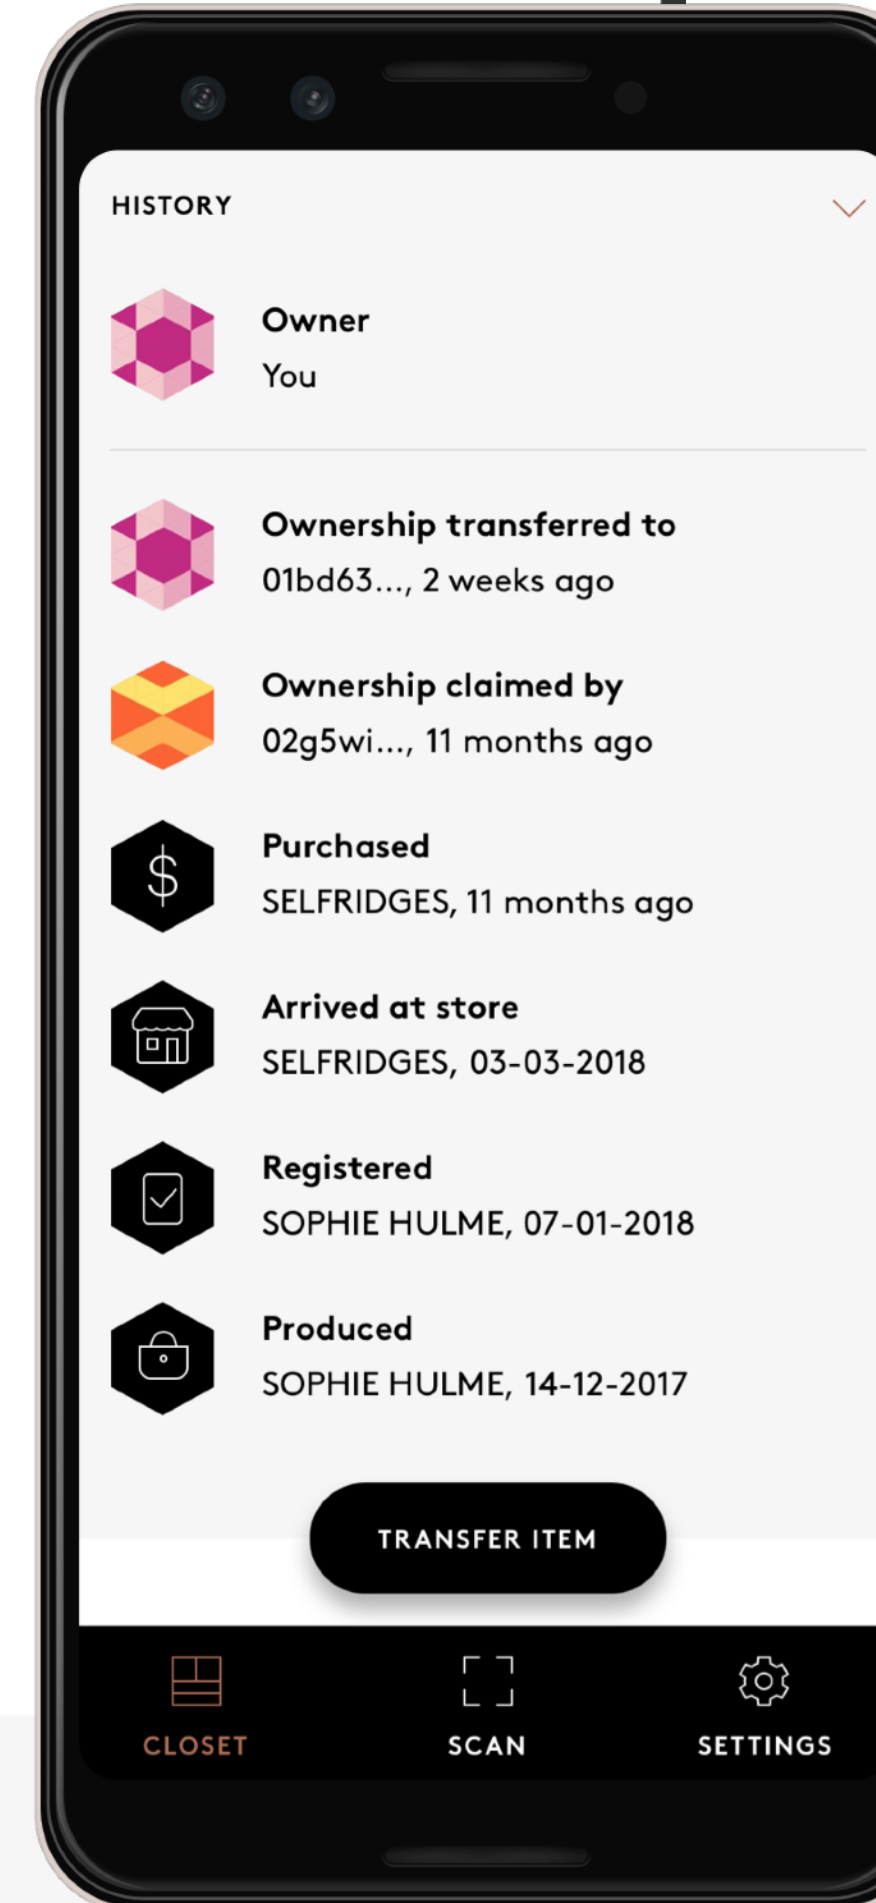 HISTORY
Owner
You
Ownership transferred to
01bd63..., 2 weeks ago
Ownership claimed by
02g5wi..., 11 months ago
$
Purchased
SELFRIDGES, 11 months ago
Arrived at store
SELFRIDGES, 03-03-2018
Registered
SOPHIE HULME, 07-01-2018
Produced
SOPHIE HULME, 14-12-2017
TRANSFER ITEM
CLOSET SCAN SETTINGS